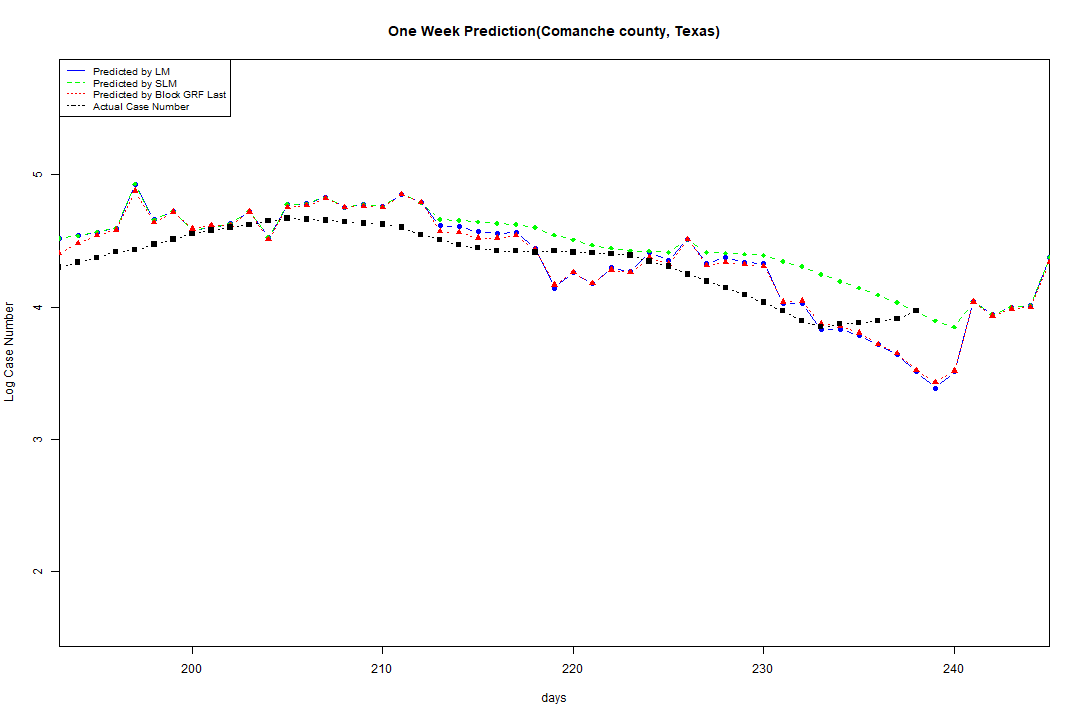 One Week Prediction(Comanche county, Texas)
Predicted by LM
Predicted by SLM
Predicted by Block GRF Last
Actual Case Number
5
4
3
2
Log Case Number
200 210 220 230 240
days